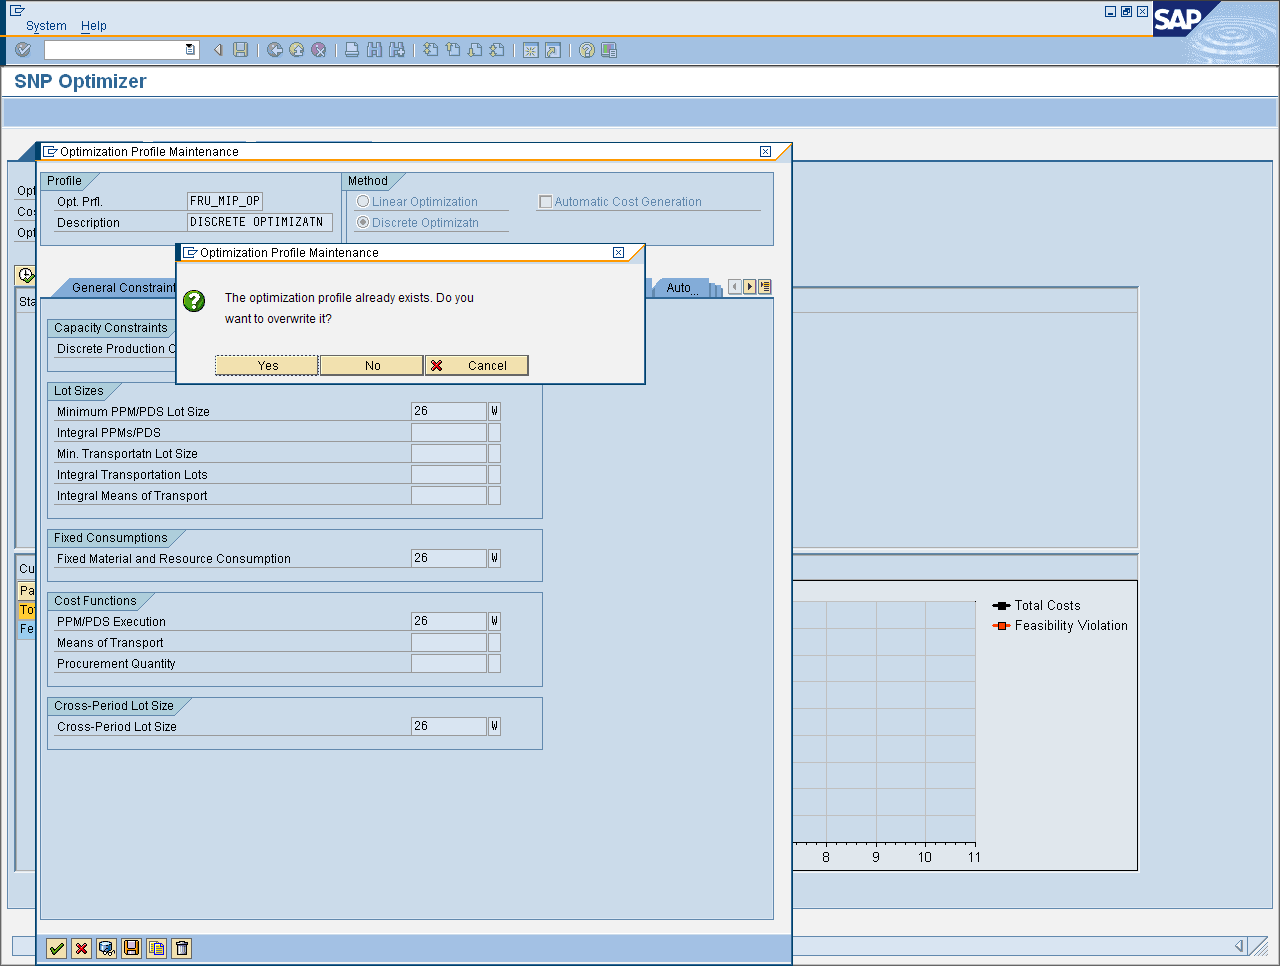 System Help
SAP
SNP Optimizer
Optimization Profile Maintenance
Profile
Method
Opt. Prfl.
FRU_MIP_OP
Linear Optimization
Automatic Cost Generation
Description
DISCRETE OPTIMIZATN
Discrete Optimizatn
Opt
Cos
Opt
Optimization Profile Maintenance
The optimization profile already exists. Do you
want to overwrite it?
Yes
No
Cancel
General Constraint
Auto...
Sta
Capacity Constraints
Discrete Production C
Lot Sizes
Minimum PPM/PDS Lot Size 26 W
Integral PPMs/PDS
Min. Transportatn Lot Size
Integral Transportation Lots
Integral Means of Transport
Fixed Consumptions
Fixed Material and Resource Consumption 26 W
Cost Functions
PPM/PDS Execution 26 W
Means of Transport
Procurement Quantity
Cross-Period Lot Size
Cross-Period Lot Size 26 W
Cu
Pa
Tot
Fe
Total Costs
Feasibility Violation
8 9 10 11